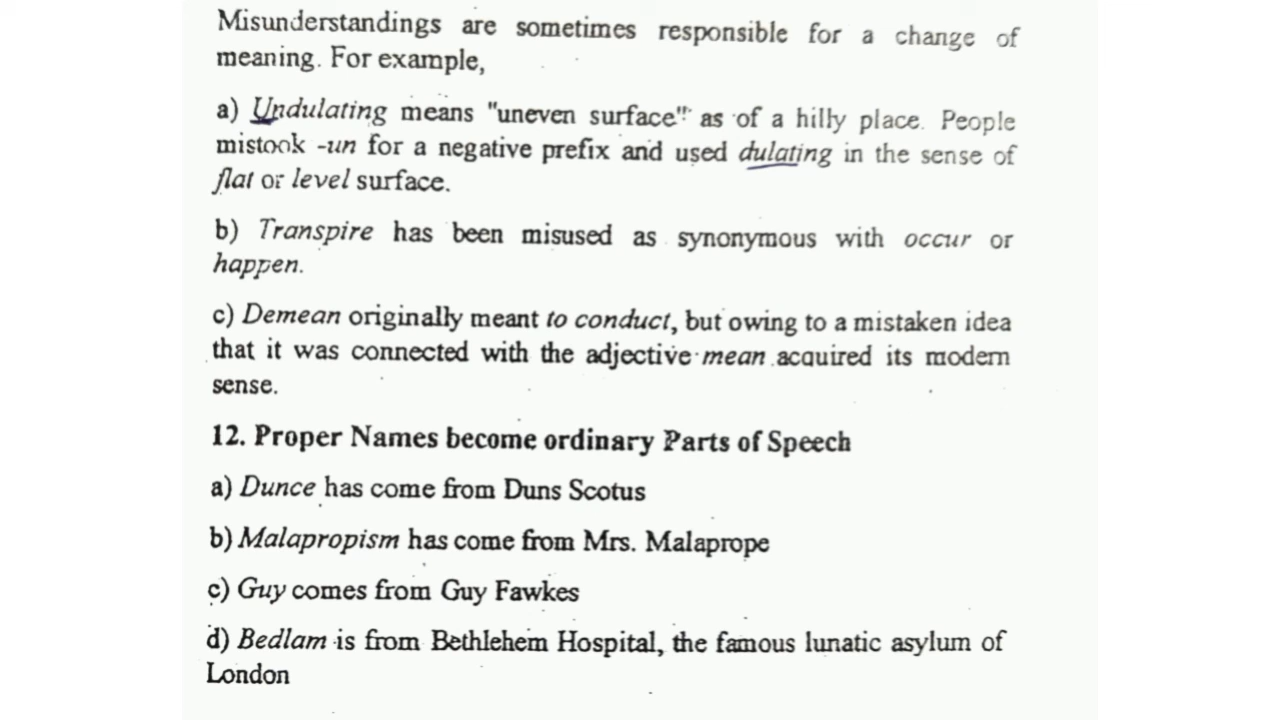 Misunderstandings are sometimes responsible for a change of
meaning. For example,
a) Undulating means "uneven surface" as of a hilly place. People
mistook -un for a negative prefix and used dulating in the sense of
flat or level surface.
b) Transpire has been misused as synonymous with occur or
happen.
c) Demean originally meant to conduct, but owing to a mistaken idea
that it was connected with the adjective mean acquired its modern
sense.
12. Proper Names become ordinary Parts of Speech
a) Dunce has come from Duns Scotus
b) Malapropism has come from Mrs. Malaprope
c) Guy comes from Guy Fawkes
d) Bedlam is from Bethlehem Hospital, the famous lunatic asylum of
London